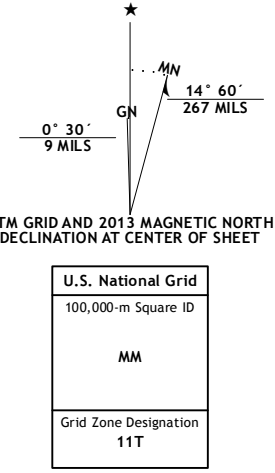 MN
14° 60´
267 MILS
GN
0° 30´
9 MILS
TM GRID AND 2013 MAGNETIC NORTH
DECLINATION AT CENTER OF SHEET
U.S. National Grid
100,000-m Square ID
MM
Grid Zone Designation
11T